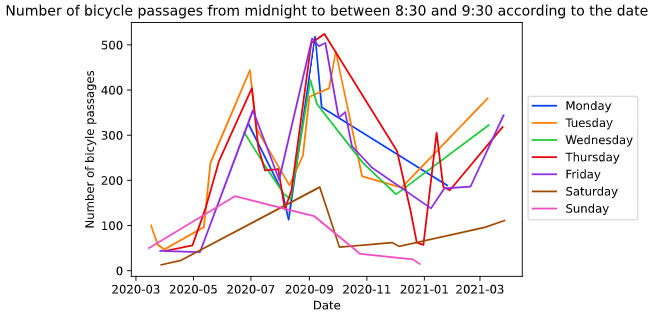 Number of bicycle passages from midnight to between 8:30 and 9:30 according to the date
Number of bicyle passages
500
400
300
200
100
0
2020-03 2020-05 2020-07 2020-09 2020-11 2021-01 2021-03
Date
Monday
Tuesday
Wednesday
Thursday
Friday
Saturday
Sunday